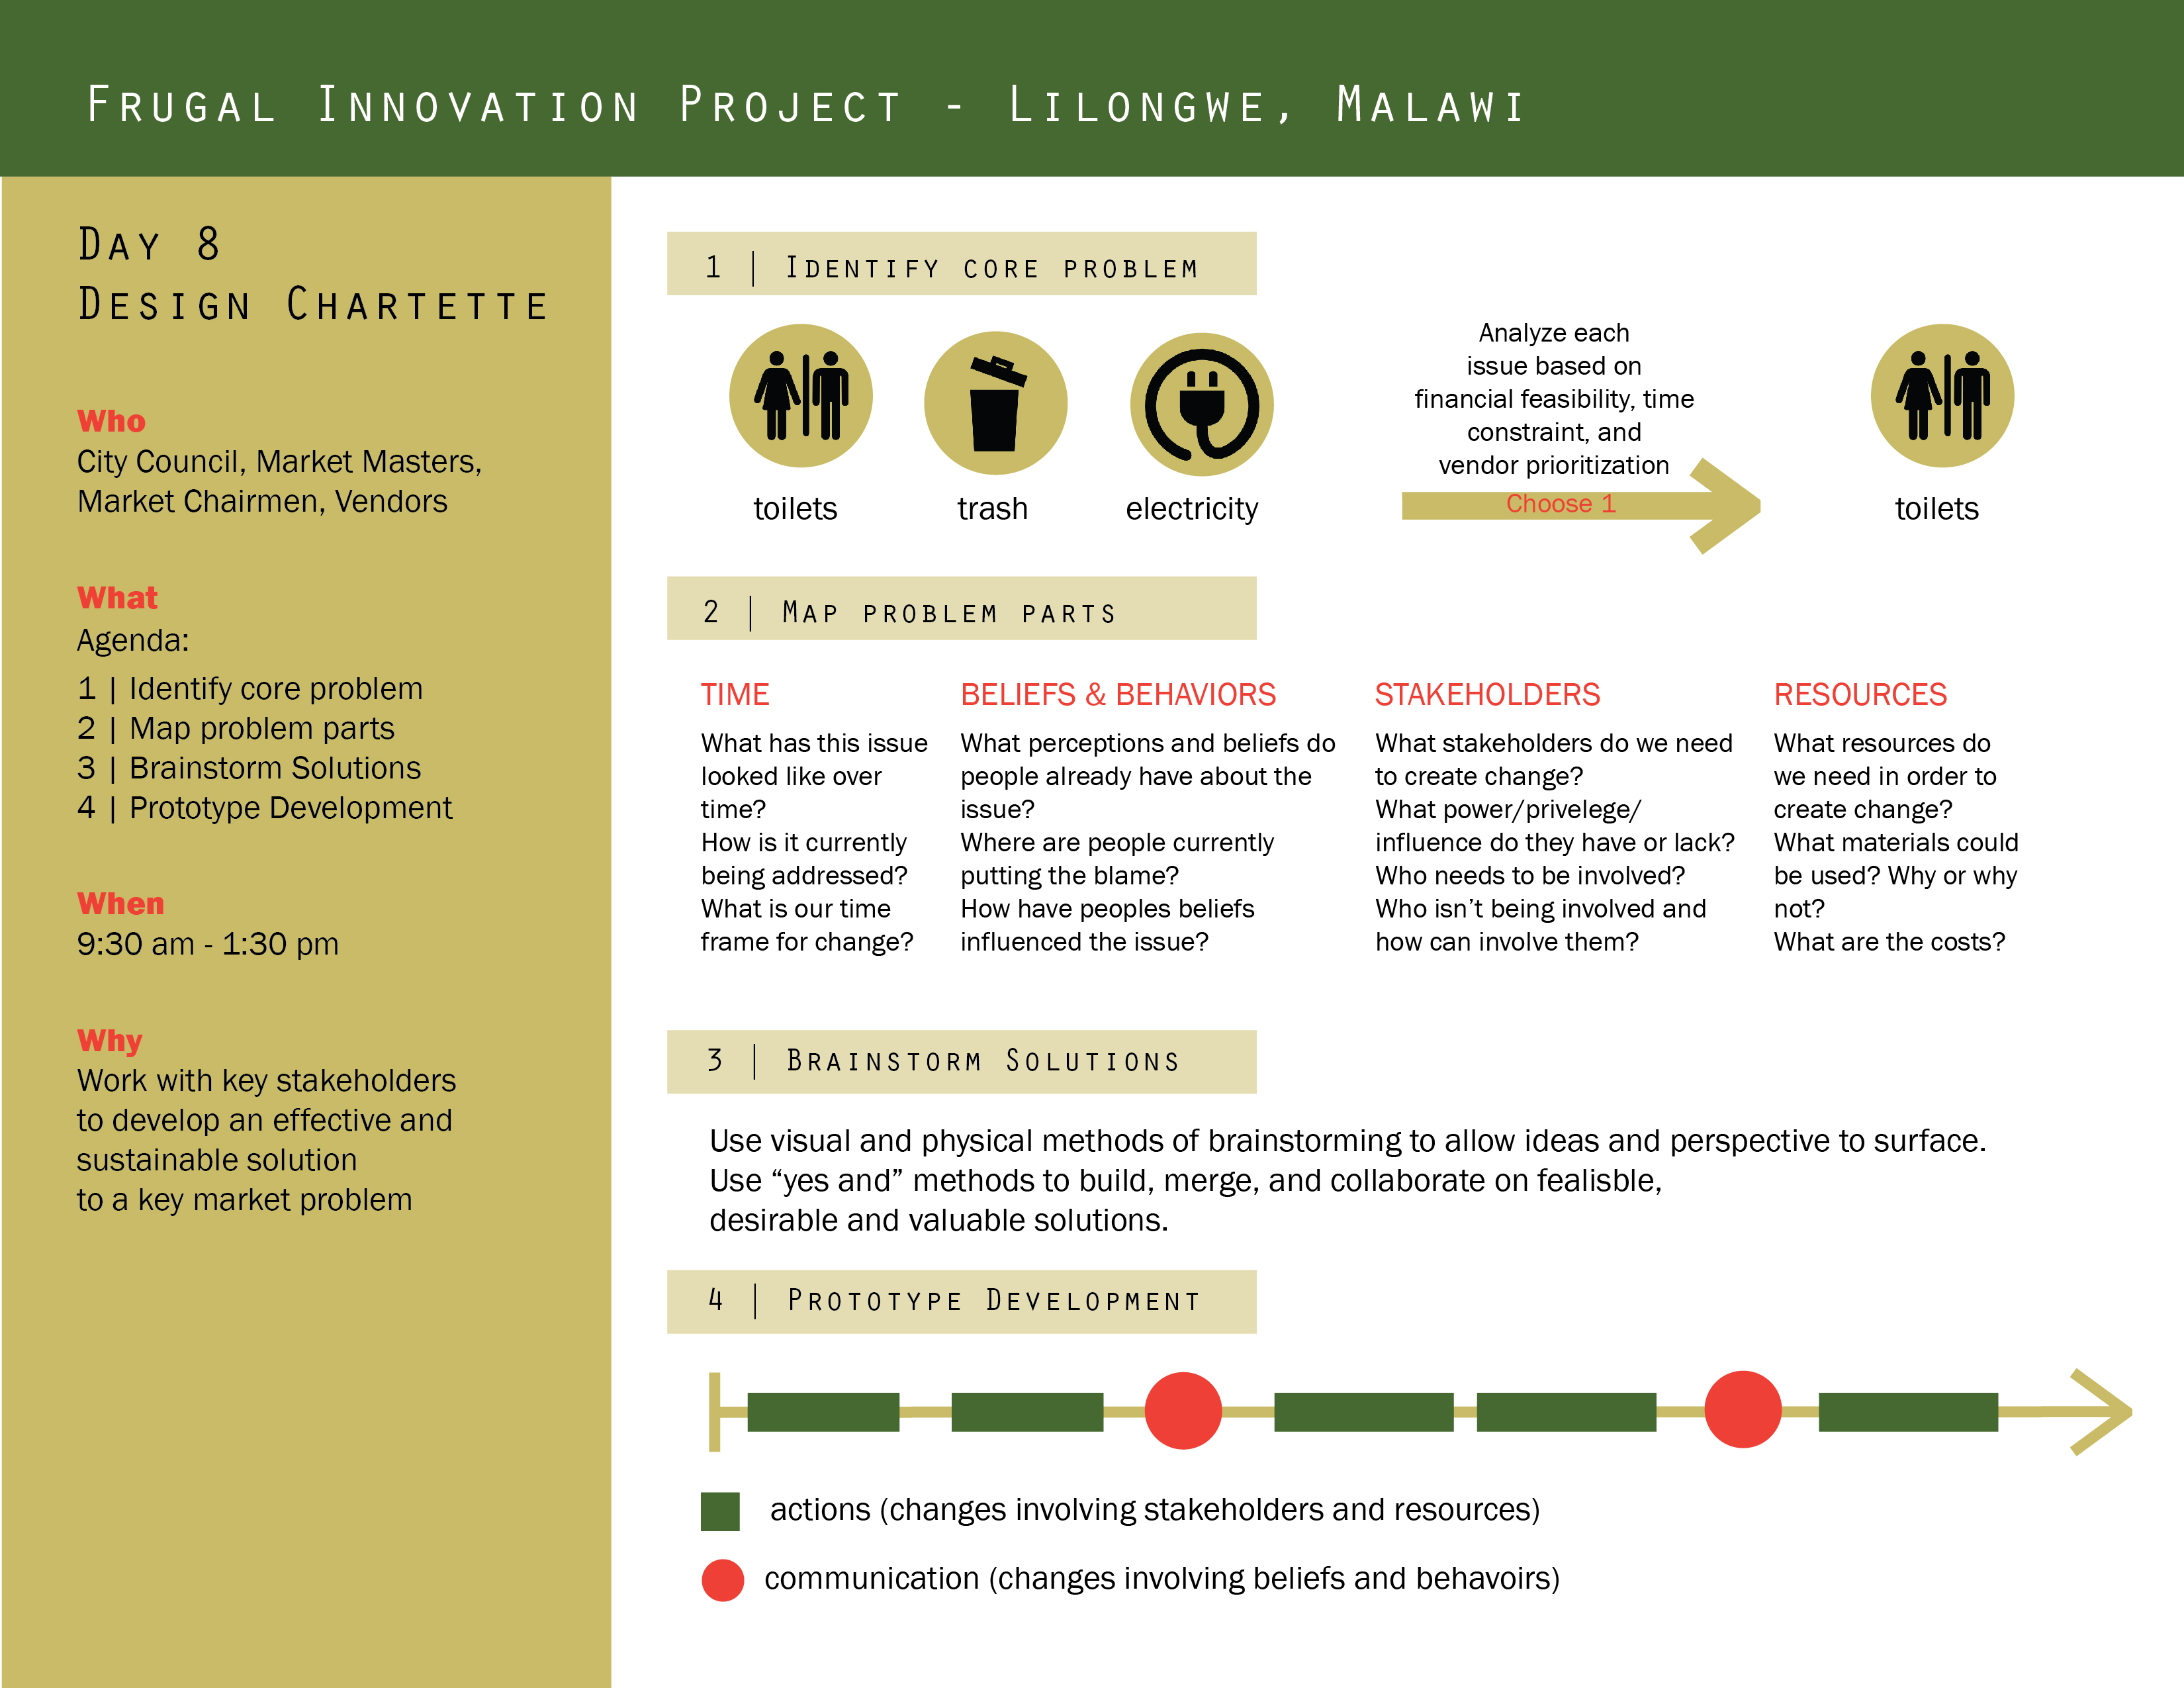 FRUGAL INNOVATION PROJECT - LILONGWE, MALAWI
DAY 8
DESIGN CHARTETTE
Who
City Council, Market Masters,
Market Chairmen, Vendors
What
Agenda:
1 | Identify core problem
2 | Map problem parts
3 | Brainstorm Solutions
4 | Prototype Development
When
9:30 am - 1:30 pm
Why
Work with key stakeholders
to develop an effective and
sustainable solution
to a key market problem
1 | IDENTIFY CORE PROBLEM
toilets
trash
electricity
Analyze each
issue based on
financial feasibility, time
constraint, and
vendor prioritization
Choose 1
toilets
2 | MAP PROBLEM PARTS
TIME
What has this issue
looked like over
time?
How is it currently
being addressed?
What is our time
frame for change?
BELIEFS & BEHAVIORS
What perceptions and beliefs do
people already have about the
issue?
Where are people currently
putting the blame?
How have peoples beliefs
influenced the issue?
STAKEHOLDERS
What stakeholders do we need
to create change?
What power/privelege/
influence do they have or lack?
Who needs to be involved?
Who isn’t being involved and
how can involve them?
RESOURCES
What resources do
we need in order to
create change?
What materials could
be used? Why or why
not?
What are the costs?
3 | BRAINSTORM SOLUTIONS
Use visual and physical methods of brainstorming to allow ideas and perspective to surface.
Use “yes and” methods to build, merge, and collaborate on fealisble,
desirable and valuable solutions.
4 | PROTOTYPE DEVELOPMENT
actions (changes involving stakeholders and resources)
communication (changes involving beliefs and behavoirs)